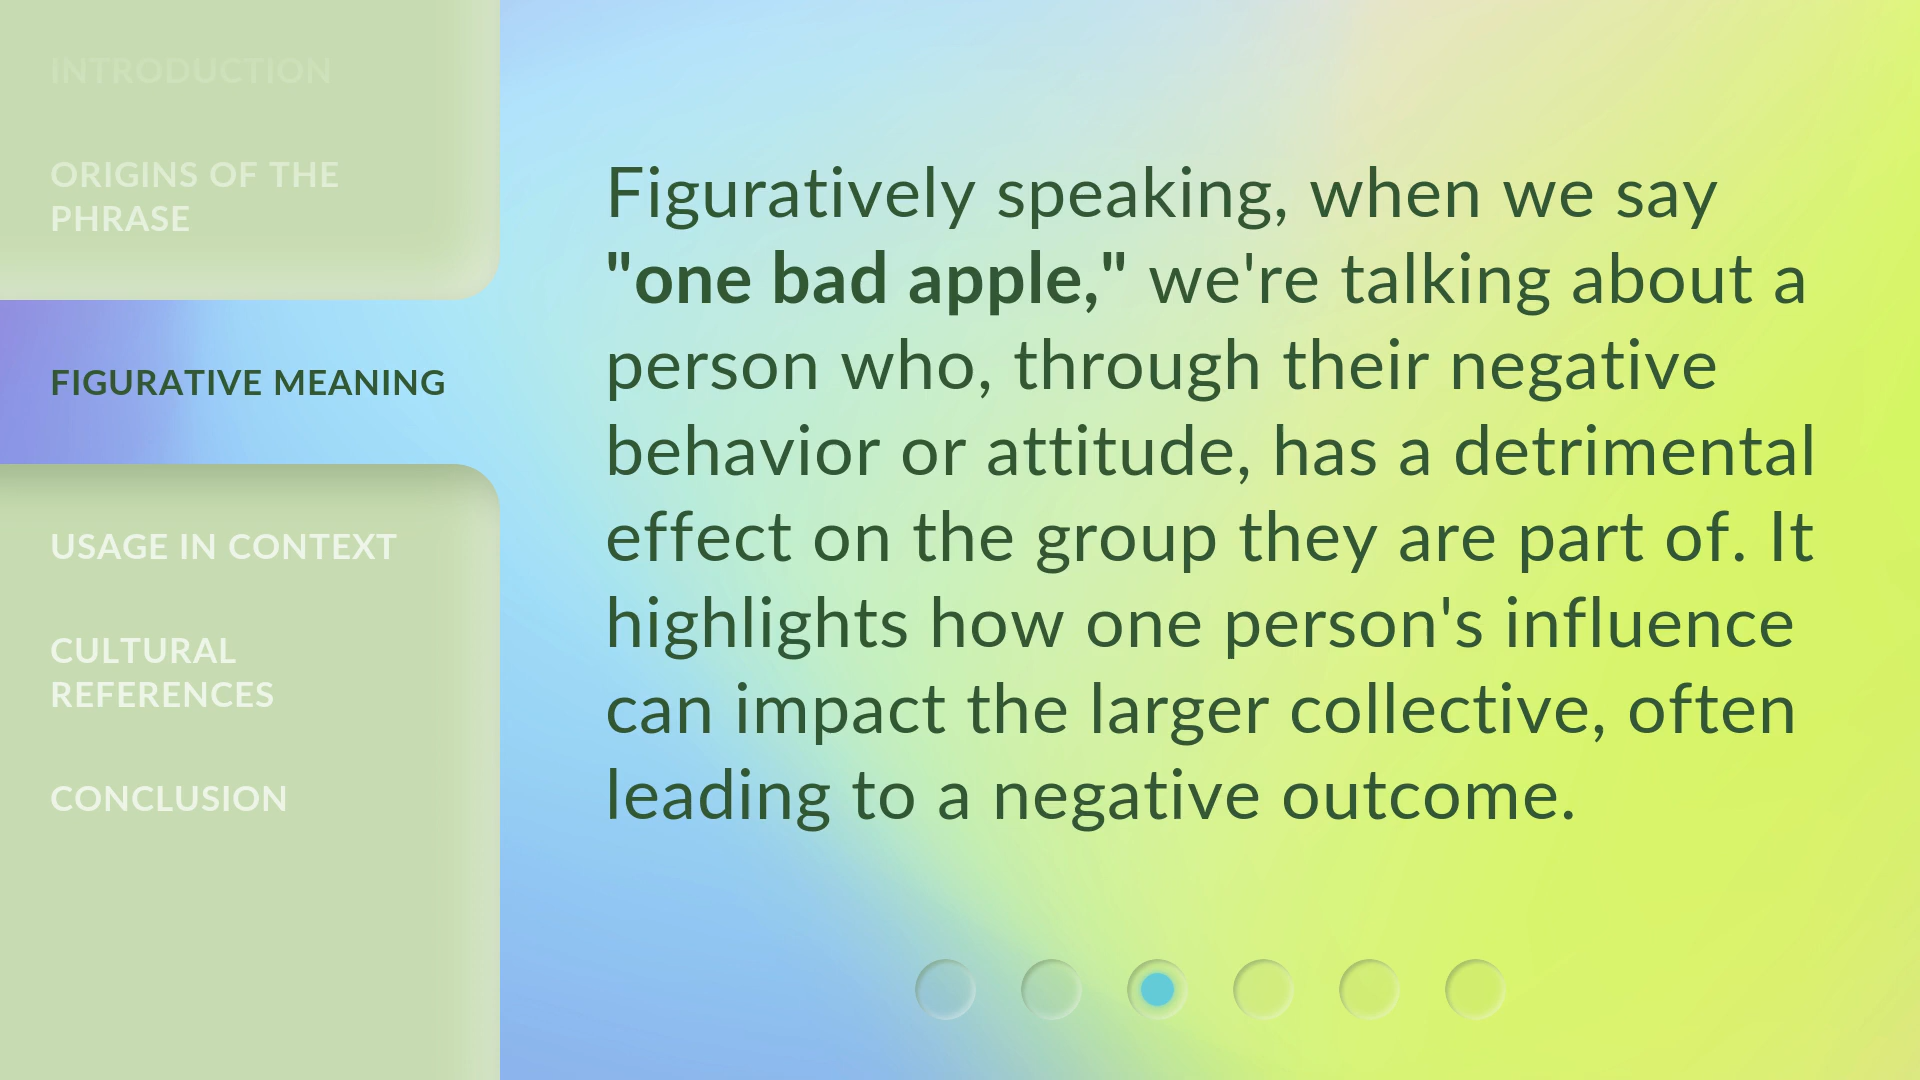 INTRODUCTION
ORIGINS OF THE
PHRASE
FIGURATIVE MEANING
USAGE IN CONTEXT
CULTURAL
REFERENCES
CONCLUSION
Figuratively speaking, when we say
"one bad apple," we're talking about a
person who, through their negative
behavior or attitude, has a detrimental
effect on the group they are part of. It
highlights how one person's influence
can impact the larger collective, often
leading to a negative outcome.